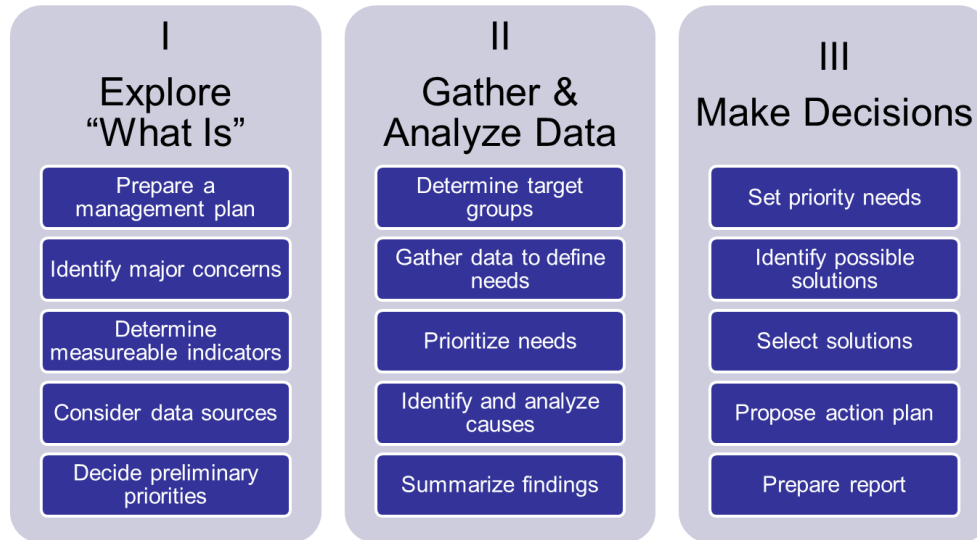 I
Explore
“What Is”
Prepare a
management plan
Identify major concerns
Determine
measureable indicators
Consider data sources
Decide preliminary
priorities
II
Gather &
Analyze Data
Determine target
groups
Gather data to define
needs
Prioritize needs
Identify and analyze
causes
Summarize findings
III
Make Decisions
Set priority needs
Identify possible
solutions
Select solutions
Propose action plan
Prepare report